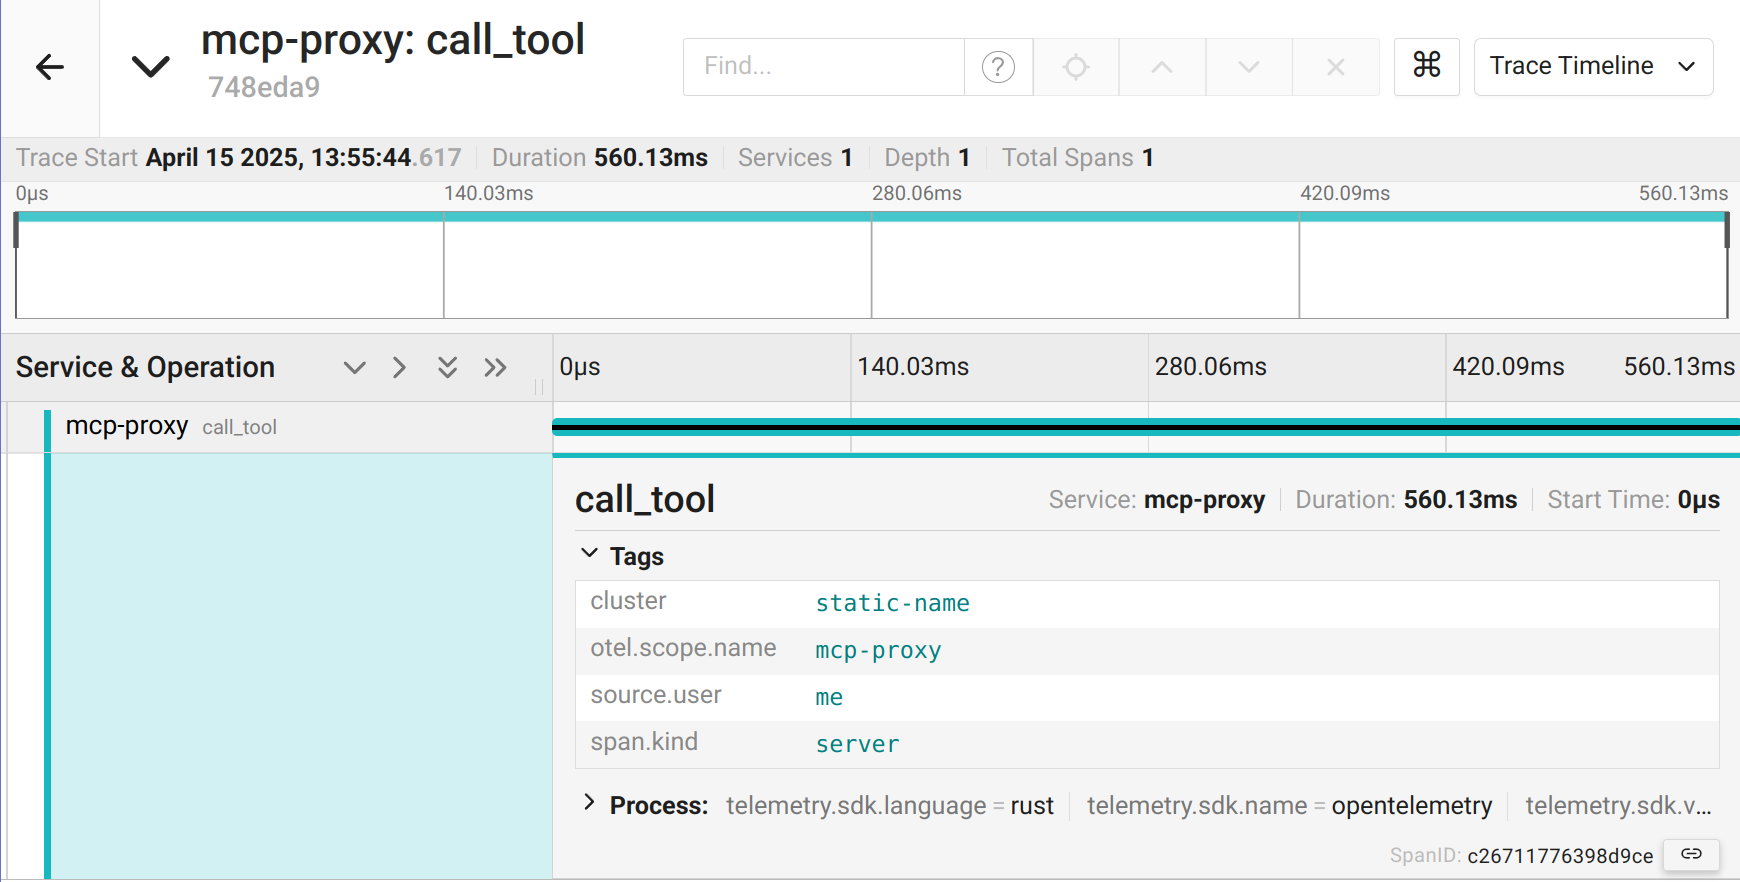 mcp-proxy: call_tool
748eda9
Find...
?
⌘
Trace Timeline
Trace Start April 15 2025, 13:55:44.617 Duration 560.13ms Services 1 Depth 1 Total Spans 1
0μs 140.03ms 280.06ms 420.09ms 560.13ms
Service & Operation 0μs 140.03ms 280.06ms 420.09ms 560.13ms
mcp-proxy call_tool
call_tool Service: mcp-proxy Duration: 560.13ms Start Time: 0μs
Tags
cluster static-name
otel.scope.name mcp-proxy
source.user me
span.kind server
Process: telemetry.sdk.language = rust telemetry.sdk.name = opentelemetry telemetry.sdk.v...
SpanID: c26711776398d9ce